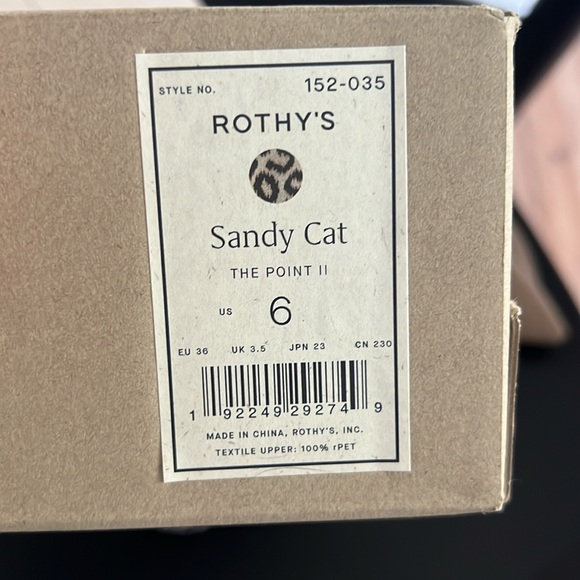 STYLE NO. 152-035
ROTHY'S
Sandy Cat
THE POINT II
US 6
EU 36 UK 3.5 JPN 23 CN 230
1 92249 29274 9
MADE IN CHINA, ROTHY'S, INC.
TEXTILE UPPER: 100% rPET